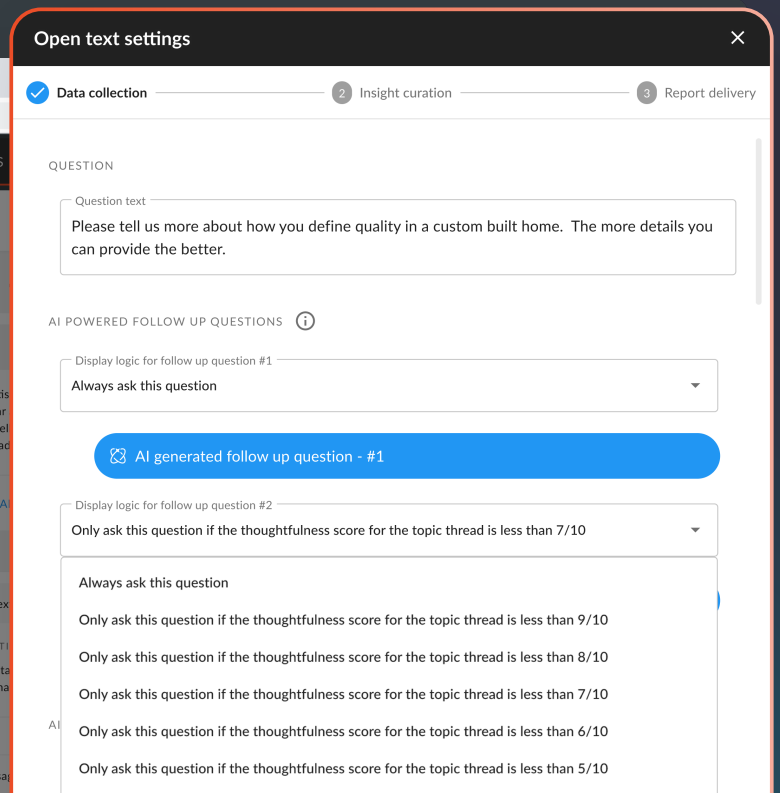 Open text settings
Data collection
2 Insight curation
3 Report delivery
QUESTION
Question text
Please tell us more about how you define quality in a custom built home.  The more details you
can provide the better.
AI POWERED FOLLOW UP QUESTIONS
Display logic for follow up question #1
Always ask this question
AI generated follow up question - #1
Display logic for follow up question #2
Only ask this question if the thoughtfulness score for the topic thread is less than 7/10
Always ask this question
Only ask this question if the thoughtfulness score for the topic thread is less than 9/10
Only ask this question if the thoughtfulness score for the topic thread is less than 8/10
Only ask this question if the thoughtfulness score for the topic thread is less than 7/10
Only ask this question if the thoughtfulness score for the topic thread is less than 6/10
AI
Only ask this question if the thoughtfulness score for the topic thread is less than 5/10